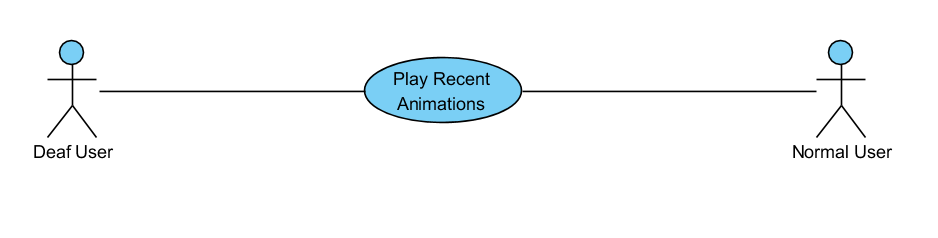 Play Recent
Animations
Deaf User
Normal User